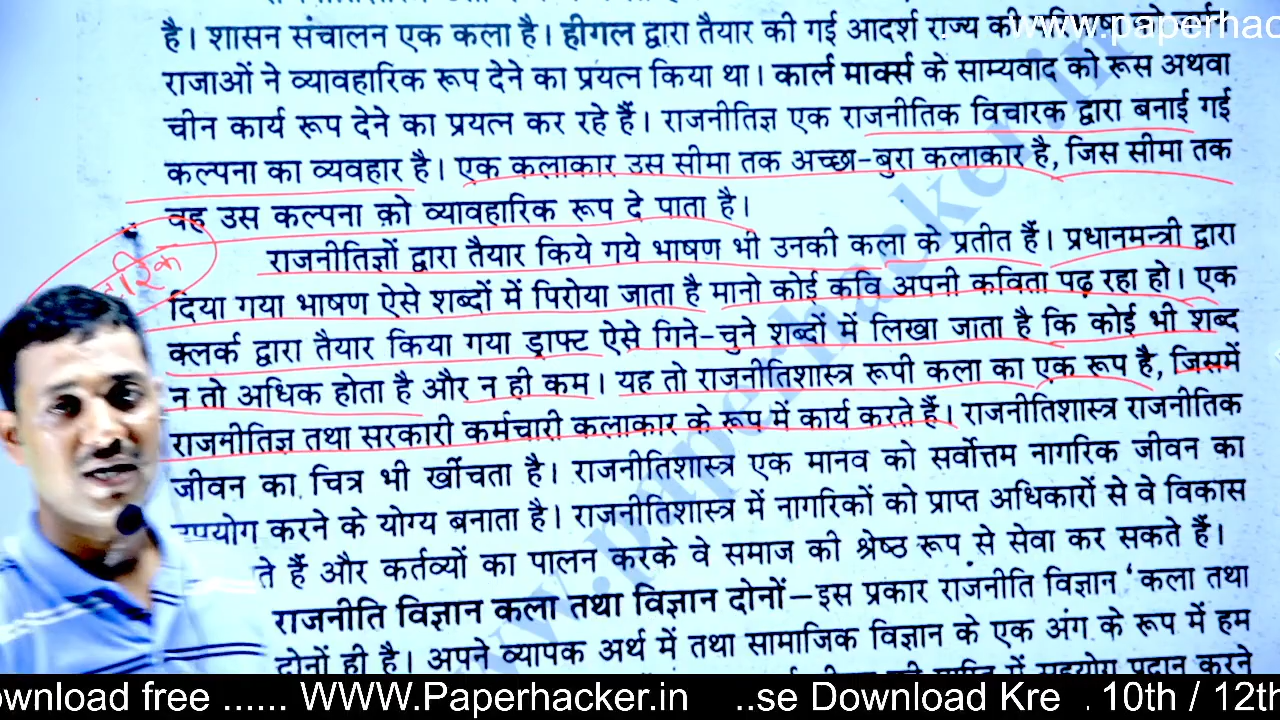 है। शासन संचालन एक कला है। हीगल द्वारा तैयार की गई आदर्श राज्य की
www.paperhacker.in
राजाओं ने व्यावहारिक रूप देने का प्रयत्न किया था। कार्ल मार्क्स के साम्यवाद को रूस अथवा
चीन कार्य रूप देने का प्रयत्न कर रहे हैं। राजनीतिज्ञ एक राजनीतिक विचारक द्वारा बनाई गई
कल्पना का व्यवहार है। एक कलाकार उस सीमा तक अच्छा-बुरा कलाकार है, जिस सीमा तक
वह उस कल्पना को व्यावहारिक रूप दे पाता है।
राजनीतिज्ञों द्वारा तैयार किये गये भाषण भी उनकी कला के प्रतीत हैं। प्रधानमन्त्री द्वारा
दिया गया भाषण ऐसे शब्दों में पिरोया जाता है मानो कोई कवि अपनी कविता पढ़ रहा हो। एक
क्लर्क द्वारा तैयार किया गया ड्राफ्ट ऐसे गिने-चुने शब्दों में लिखा जाता है कि कोई भी शब्द
न तो अधिक होता है और न ही कम। यह तो राजनीतिशास्त्र रूपी कला का एक रूप है, जिसमें
राजनीतिज्ञ तथा सरकारी कर्मचारी कलाकार के रूप में कार्य करते हैं। राजनीतिशास्त्र राजनीतिक
जीवन का चित्र भी खींचता है। राजनीतिशास्त्र एक मानव को सर्वोत्तम नागरिक जीवन का
उपयोग करने के योग्य बनाता है। राजनीतिशास्त्र में नागरिकों को प्राप्त अधिकारों से वे विकास
ते हैं और कर्तव्यों का पालन करके वे समाज की श्रेष्ठ रूप से सेवा कर सकते हैं।
राजनीति विज्ञान कला तथा विज्ञान दोनों–इस प्रकार राजनीति विज्ञान 'कला तथा
दोनों ही है। अपने व्यापक अर्थ में तथा सामाजिक विज्ञान के एक अंग के रूप में हम
ownload free ...... WWW.Paperhacker.in ..se Download Kre . 10th / 12th